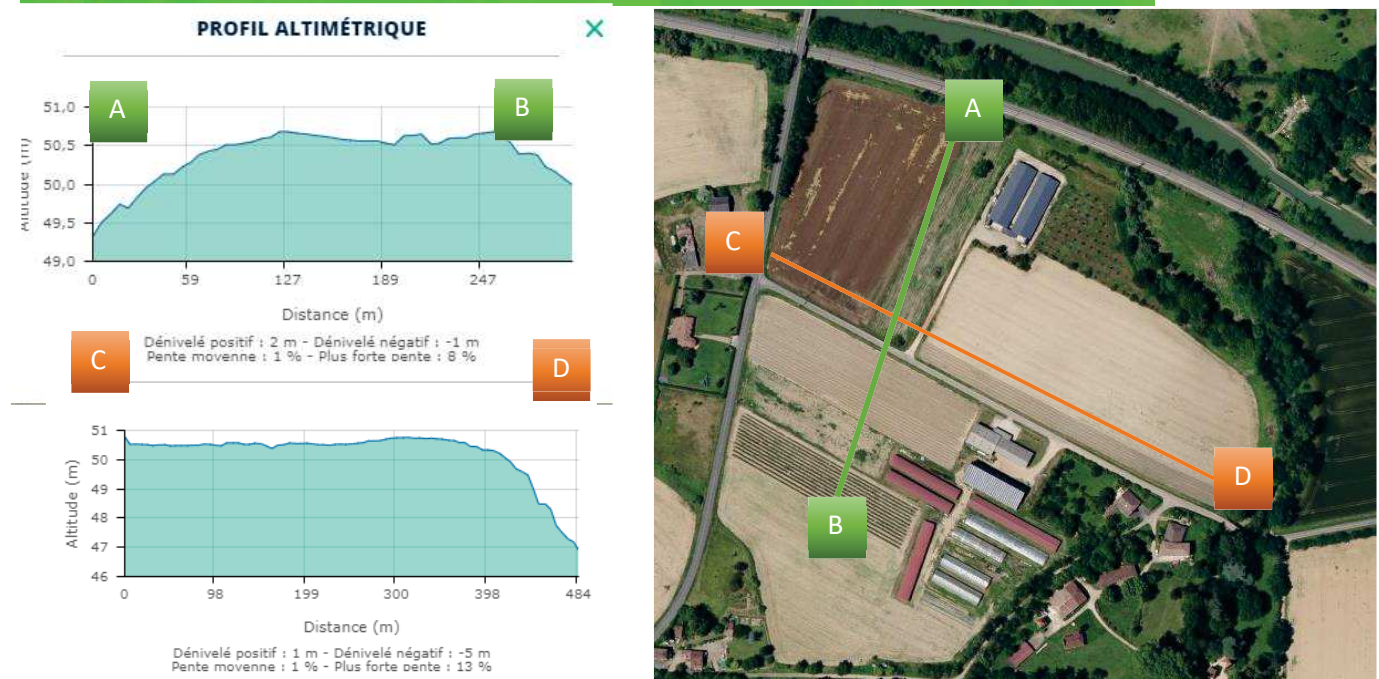 PROFIL ALTIMÉTRIQUE
A
B
51,0
50,5
50,0
49,5
49,0
Altitude (m)
0
59
127
189
247
Distance (m)
Dénivelé positif : 2 m - Dénivelé négatif : -1 m
Pente moyenne : 1 % - Plus forte pente : 8 %
C
D
51
50
49
48
47
46
Altitude (m)
0
98
199
300
398
484
Distance (m)
Dénivelé positif : 1 m - Dénivelé négatif : -5 m
Pente moyenne : 1 % - Plus forte pente : 13 %
A
C
D
B